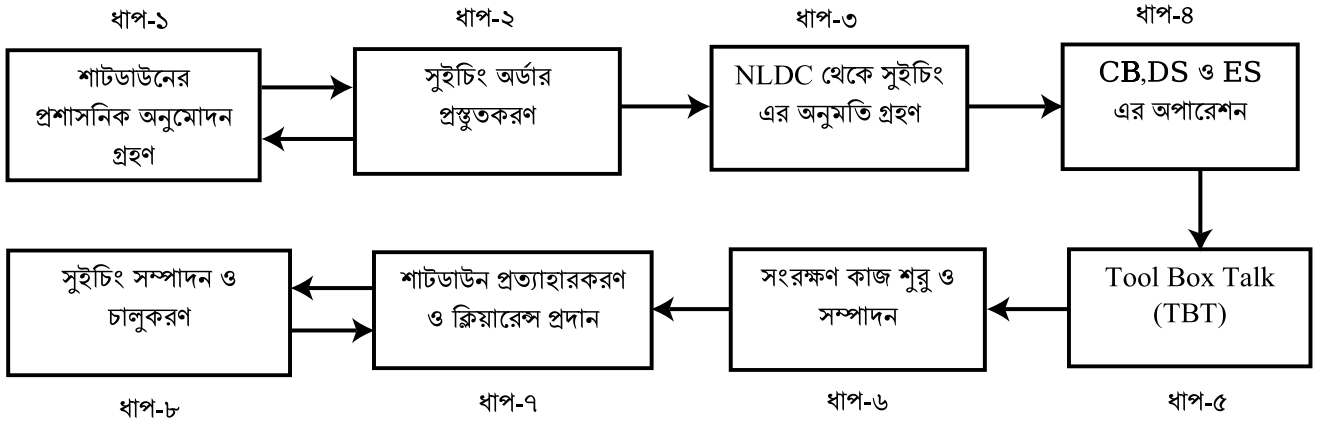 ধাপ-১
ধাপ-২
ধাপ-৩
ধাপ-৪
শাটডাউনের
প্রশাসনিক অনুমোদন
গ্রহণ
সুইচিং অর্ডার
প্রস্তুতকরণ
NLDC থেকে সুইচিং
এর অনুমতি গ্রহণ
CB,DS ও ES
এর অপারেশন
সুইচিং সম্পাদন ও
চালুকরণ
শাটডাউন প্রত্যাহারকরণ
ও ক্লিয়ারেন্স প্রদান
সংরক্ষণ কাজ শুরু ও
সম্পাদন
Tool Box Talk
(TBT)
ধাপ-৮
ধাপ-৭
ধাপ-৬
ধাপ-৫